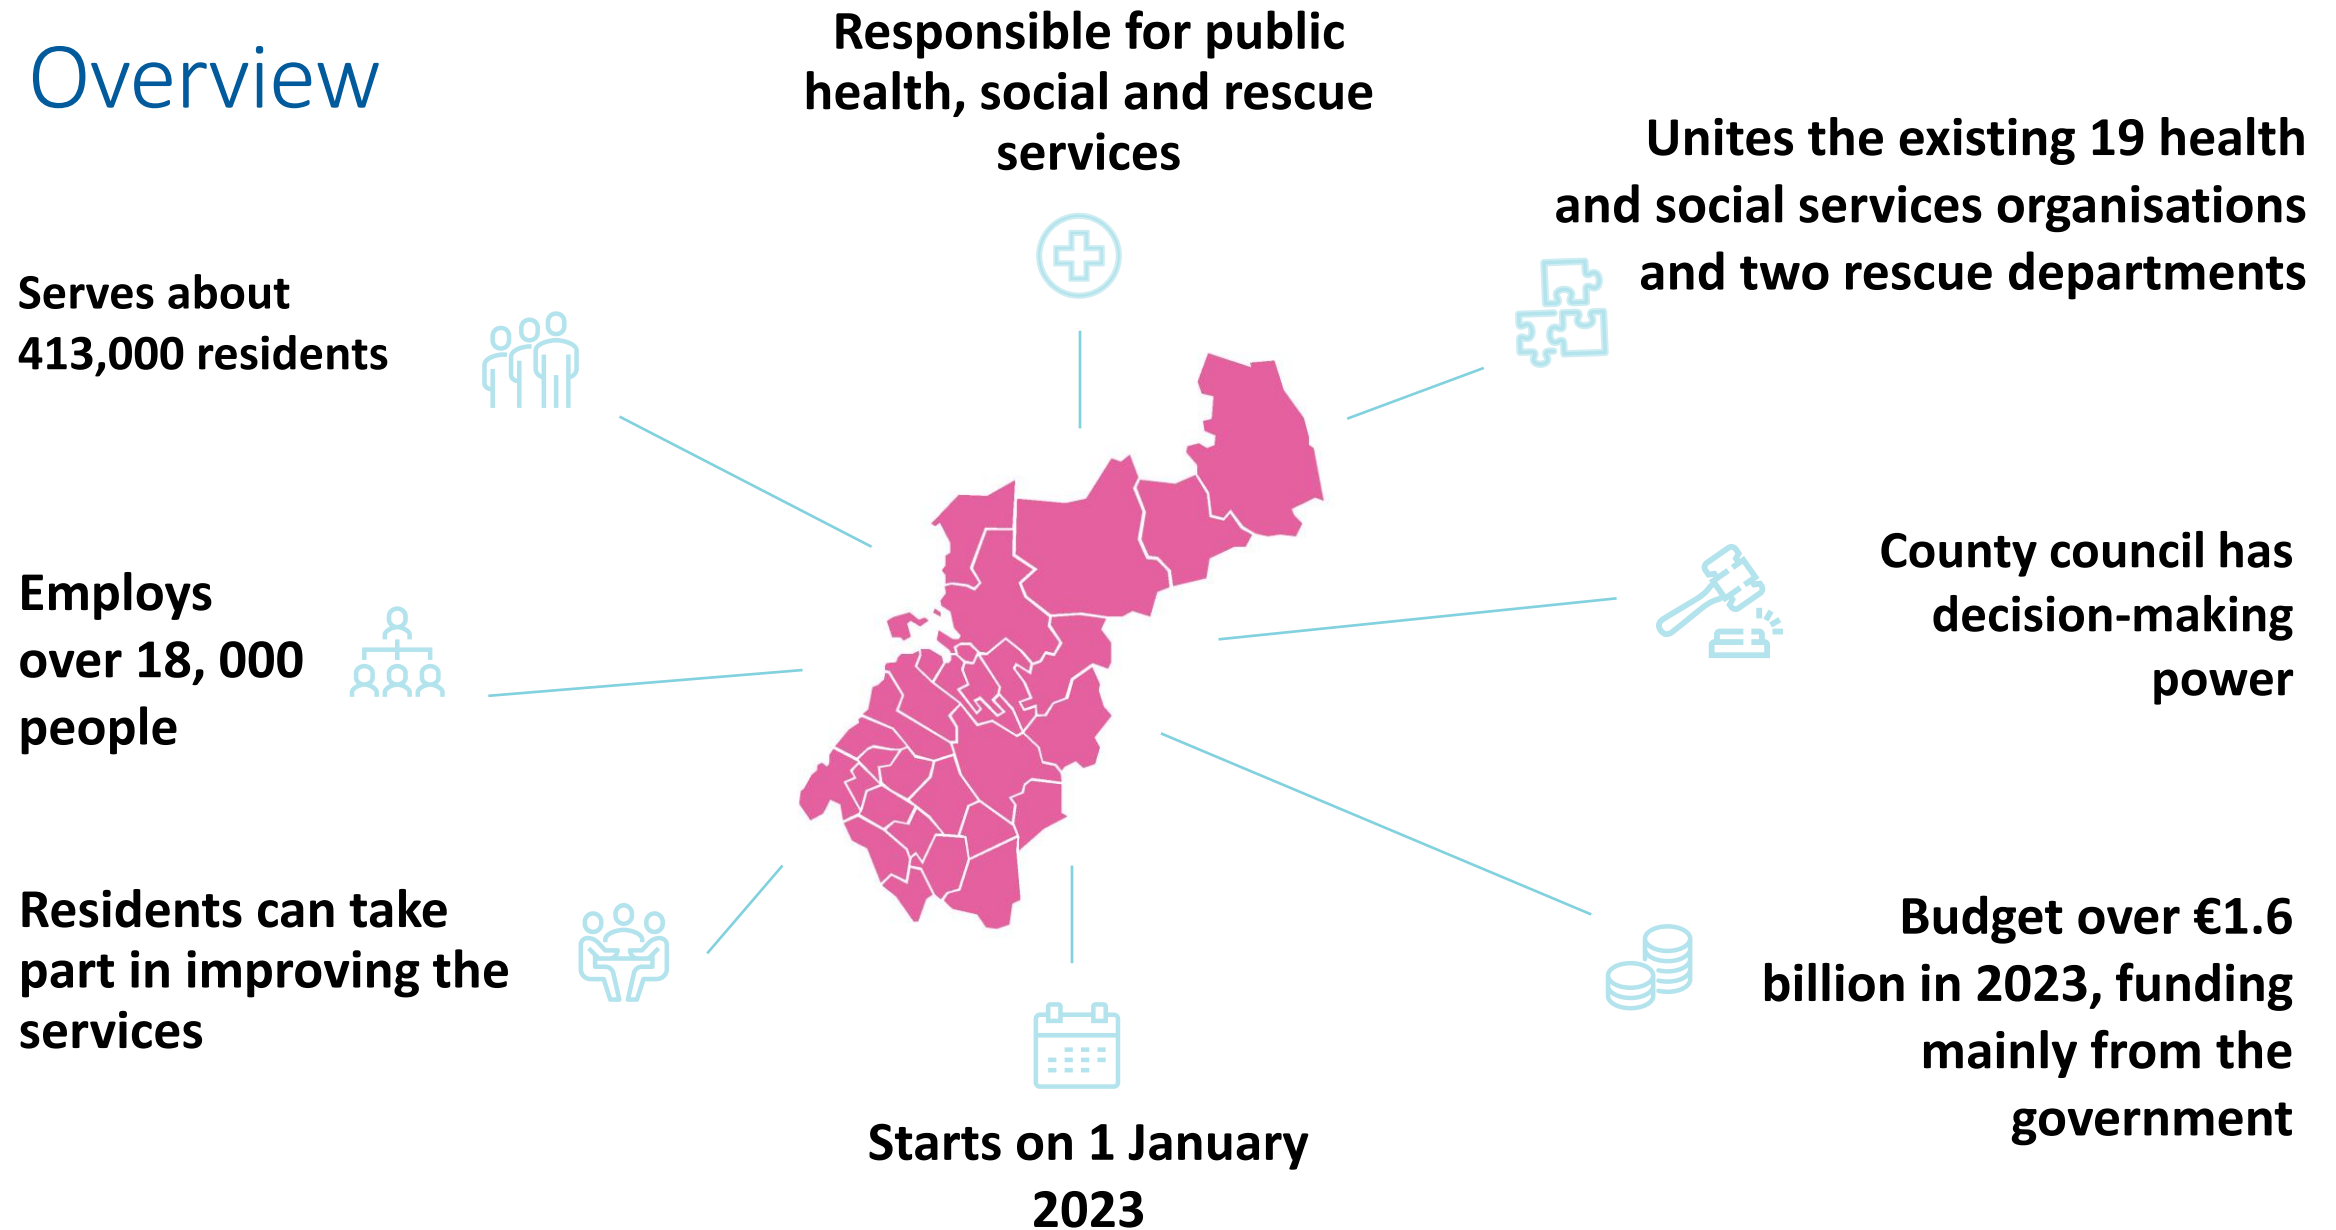 Overview
Responsible for public
health, social and rescue
services
Unites the existing 19 health
and social services organisations
and two rescue departments
Serves about
413,000 residents
County council has
decision-making
power
Employs
over 18, 000
people
Residents can take
part in improving the
services
Budget over €1.6
billion in 2023, funding
mainly from the
government
Starts on 1 January
2023